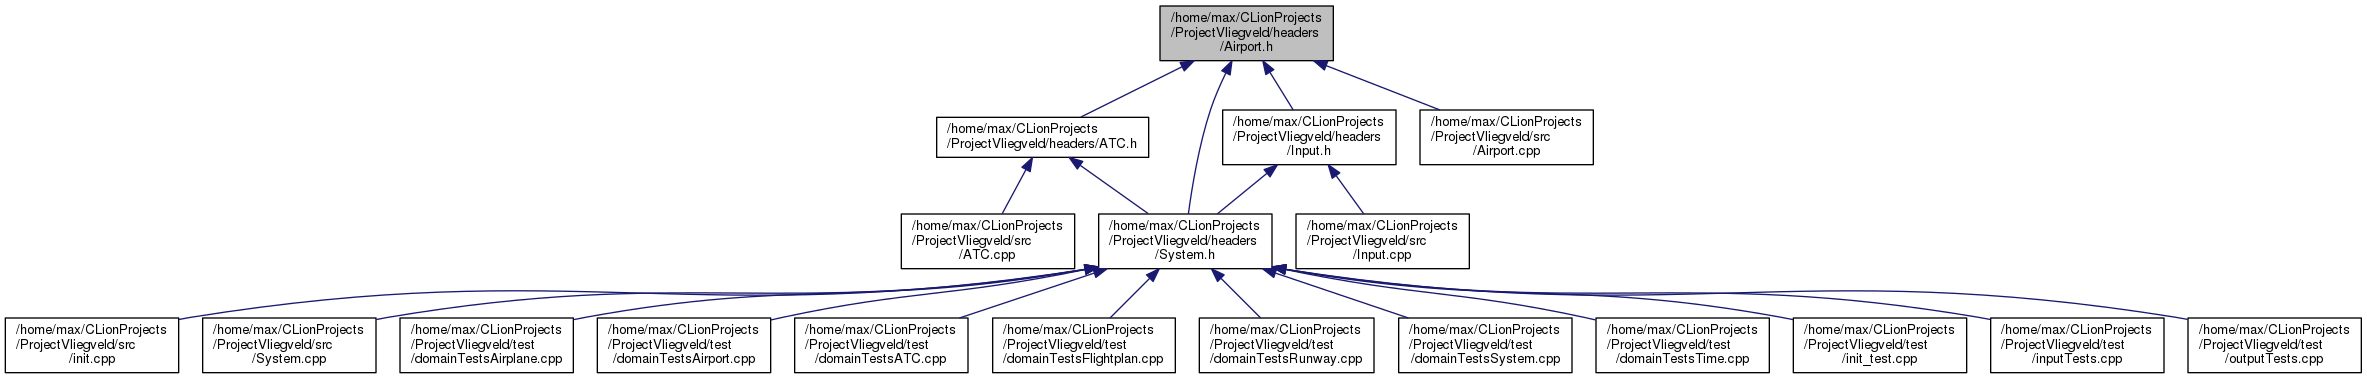 /home/max/CLionProjects
/ProjectVliegveld/headers
/Airport.h
/home/max/CLionProjects
/ProjectVliegveld/headers/ATC.h
/home/max/CLionProjects
/ProjectVliegveld/headers
/Input.h
/home/max/CLionProjects
/ProjectVliegveld/src
/Airport.cpp
/home/max/CLionProjects
/ProjectVliegveld/src
/ATC.cpp
/home/max/CLionProjects
/ProjectVliegveld/headers
/System.h
/home/max/CLionProjects
/ProjectVliegveld/src
/Input.cpp
/home/max/CLionProjects
/ProjectVliegveld/src
/init.cpp
/home/max/CLionProjects
/ProjectVliegveld/src
/System.cpp
/home/max/CLionProjects
/ProjectVliegveld/test
/domainTestsAirplane.cpp
/home/max/CLionProjects
/ProjectVliegveld/test
/domainTestsAirport.cpp
/home/max/CLionProjects
/ProjectVliegveld/test
/domainTestsATC.cpp
/home/max/CLionProjects
/ProjectVliegveld/test
/domainTestsFlightplan.cpp
/home/max/CLionProjects
/ProjectVliegveld/test
/domainTestsRunway.cpp
/home/max/CLionProjects
/ProjectVliegveld/test
/domainTestsSystem.cpp
/home/max/CLionProjects
/ProjectVliegveld/test
/domainTestsTime.cpp
/home/max/CLionProjects
/ProjectVliegveld/test
/init_test.cpp
/home/max/CLionProjects
/ProjectVliegveld/test
/inputTests.cpp
/home/max/CLionProjects
/ProjectVliegveld/test
/outputTests.cpp